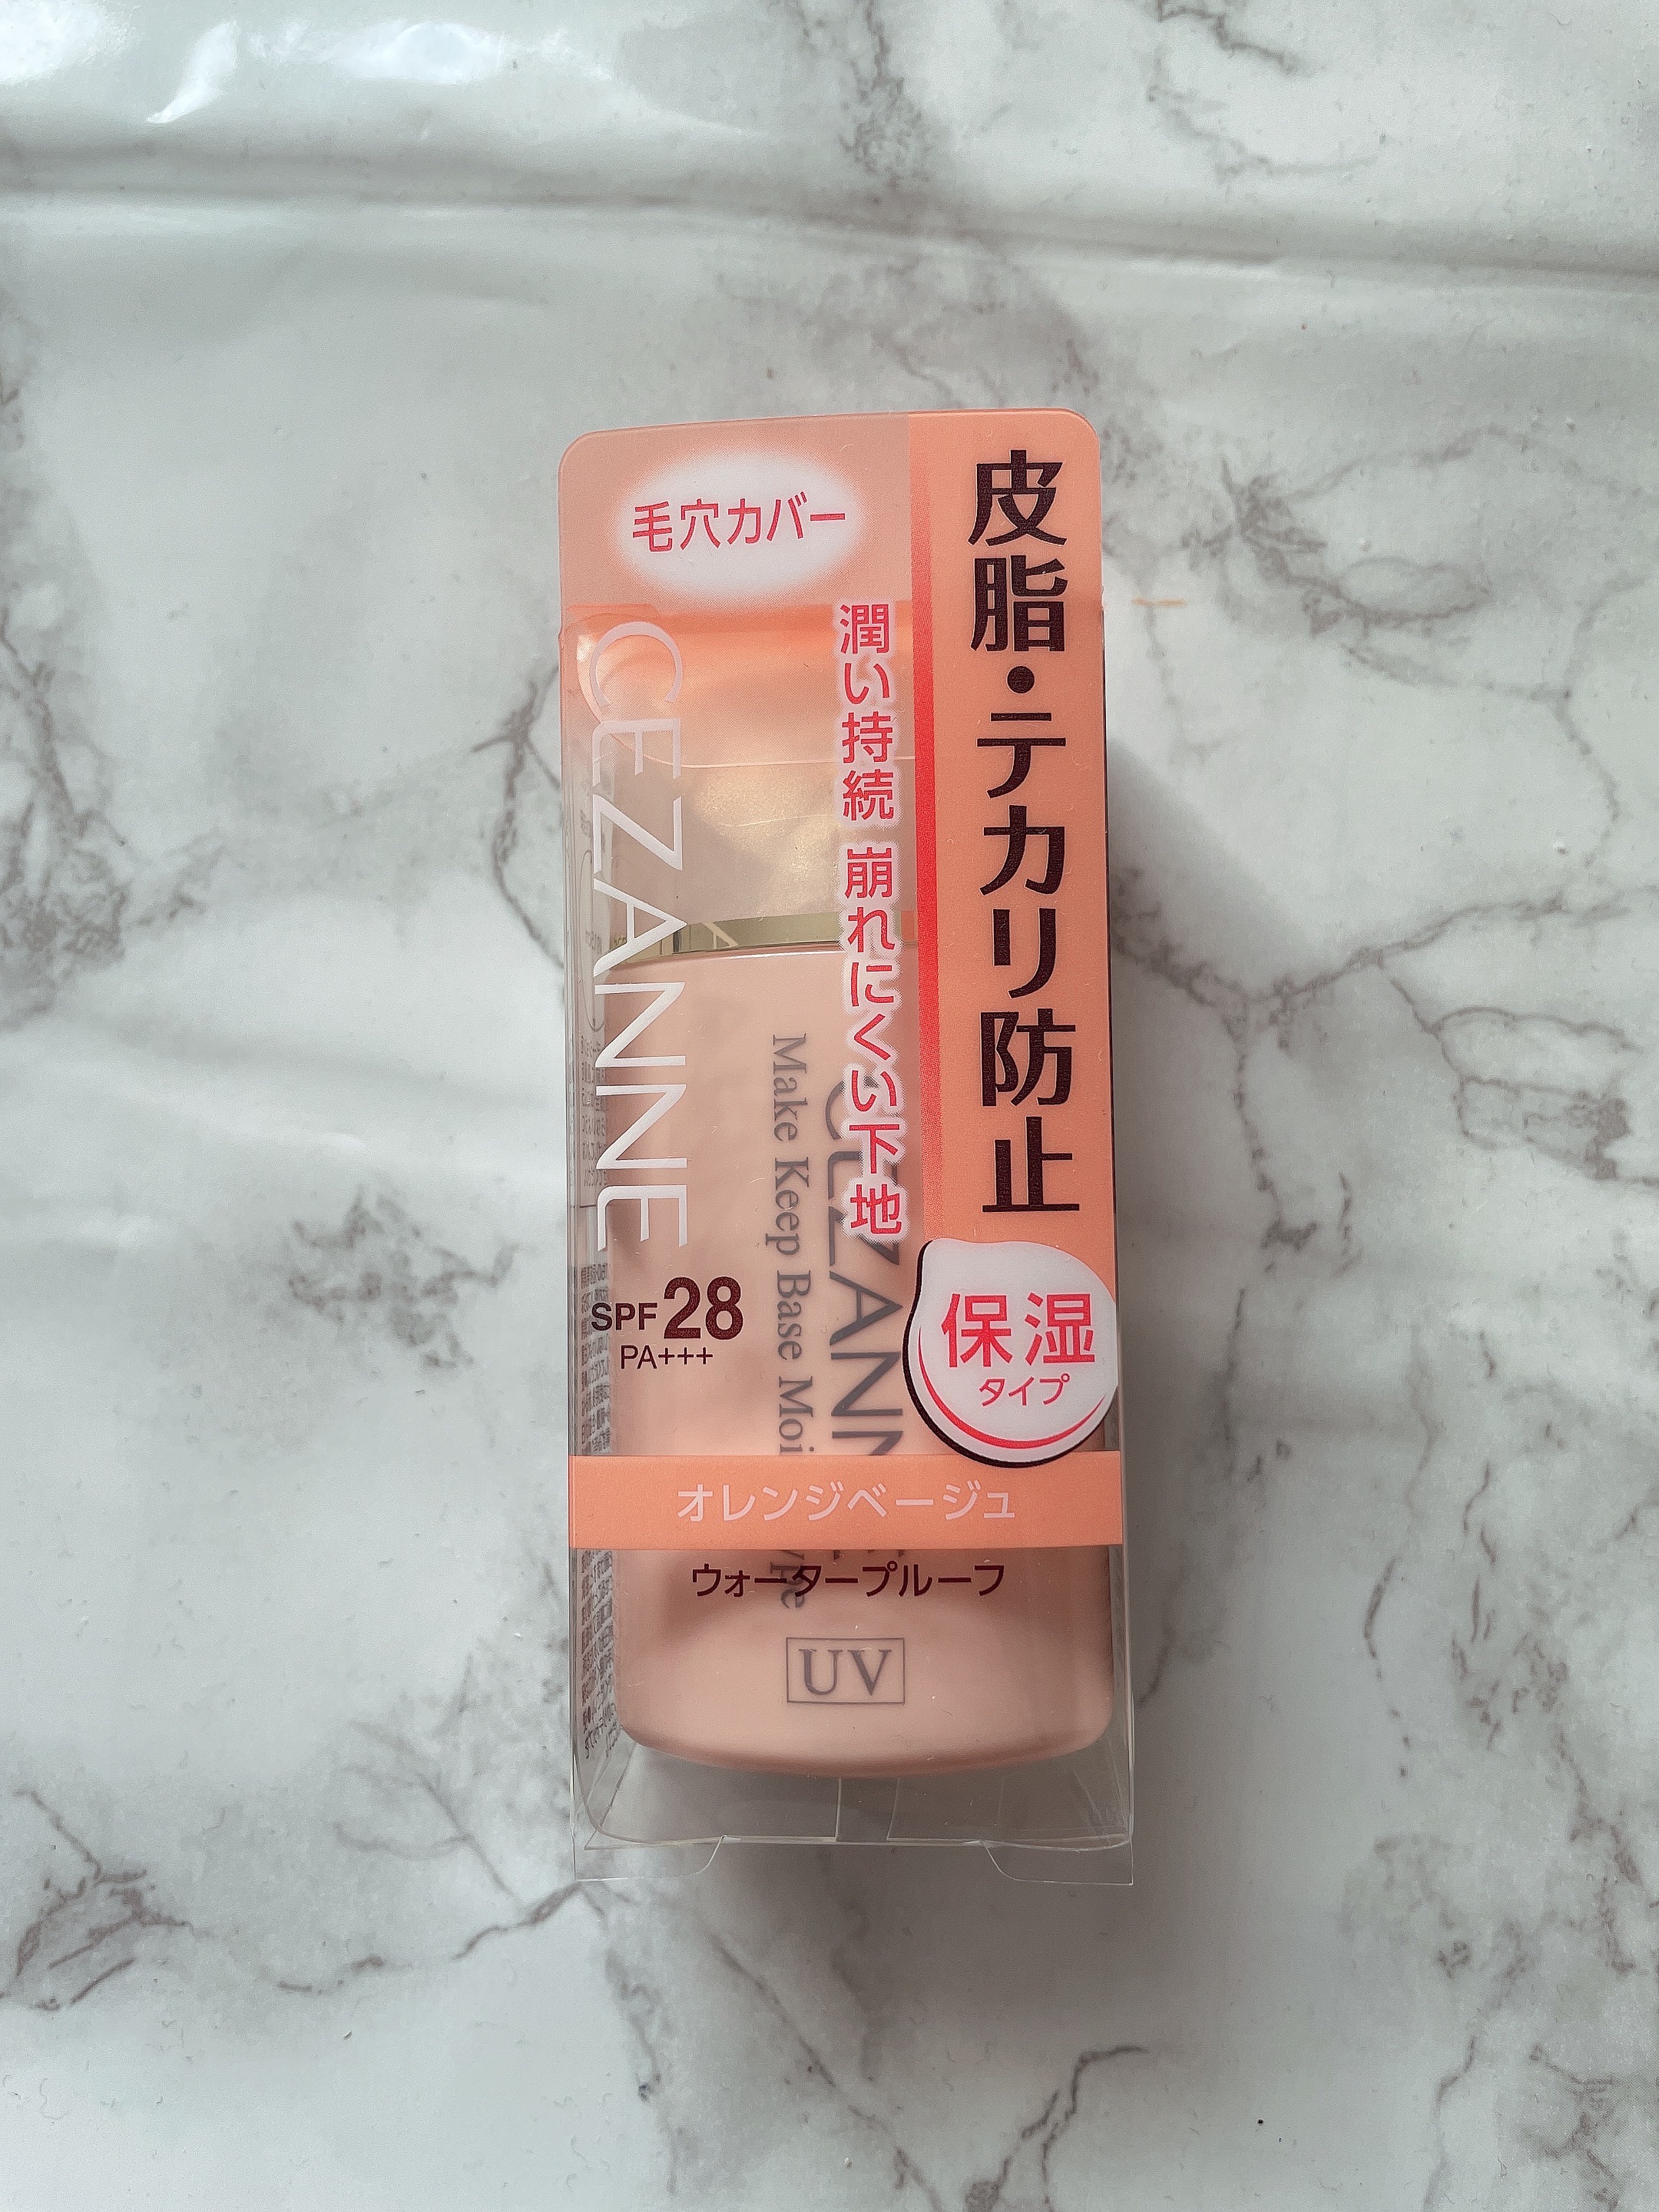 毛穴カバー
皮脂・テカリ防止
潤い持続 崩れにくい下地
CEZANNE
CEZANN
Make Keep Base Moi
SPF28
PA+++
保湿
タイプ
オレンジベージュ
ウォータープルーフ
UV